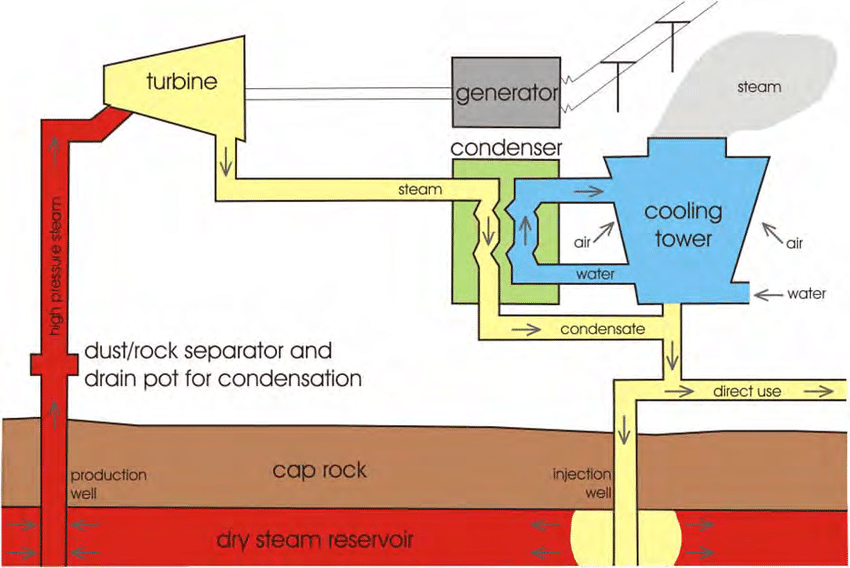 turbine
generator
steam
condenser
steam
cooling
tower
air
air
water
water
high pressure steam
condensate
dust/rock separator and
drain pot for condensation
direct use
cap rock
production
well
injection
well
dry steam reservoir